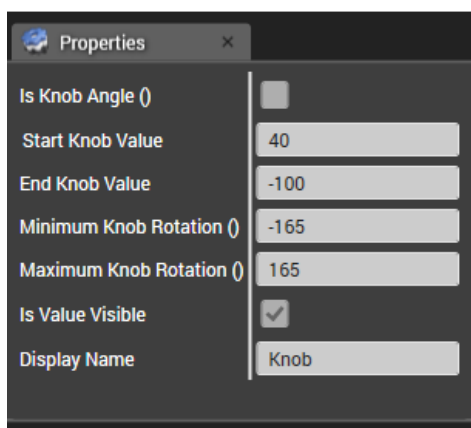 Properties ×
Is Knob Angle ()
Start Knob Value 40
End Knob Value -100
Minimum Knob Rotation () -165
Maximum Knob Rotation () 165
Is Value Visible
Display Name Knob